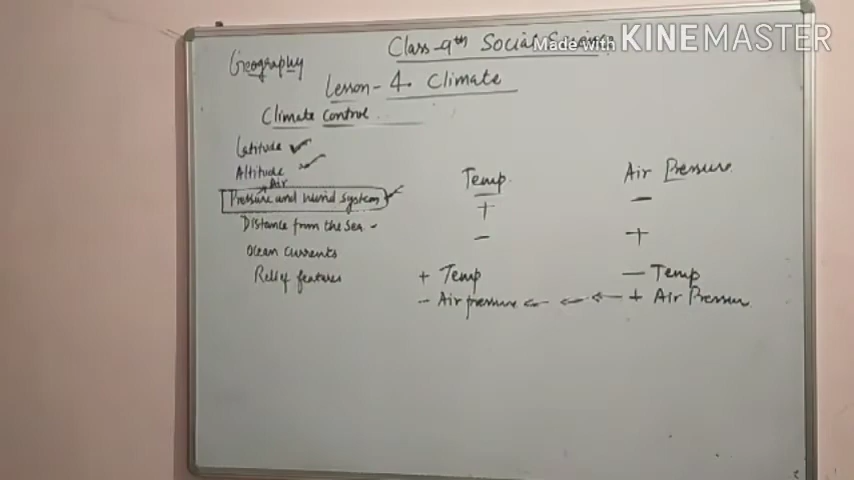 Class-9th Social Science
Made with KINEMASTER
Geography
Lesson-4. Climate
Climate control
Latitude ✓
Altitude ✓
Air
Pressure and wind system ✓
Distance from the sea -
Ocean currents
Relief features
Temp. Air Pressure.
+ -
- +
+ Temp - Temp
- Air pressure ← ← ← + Air Pressure.